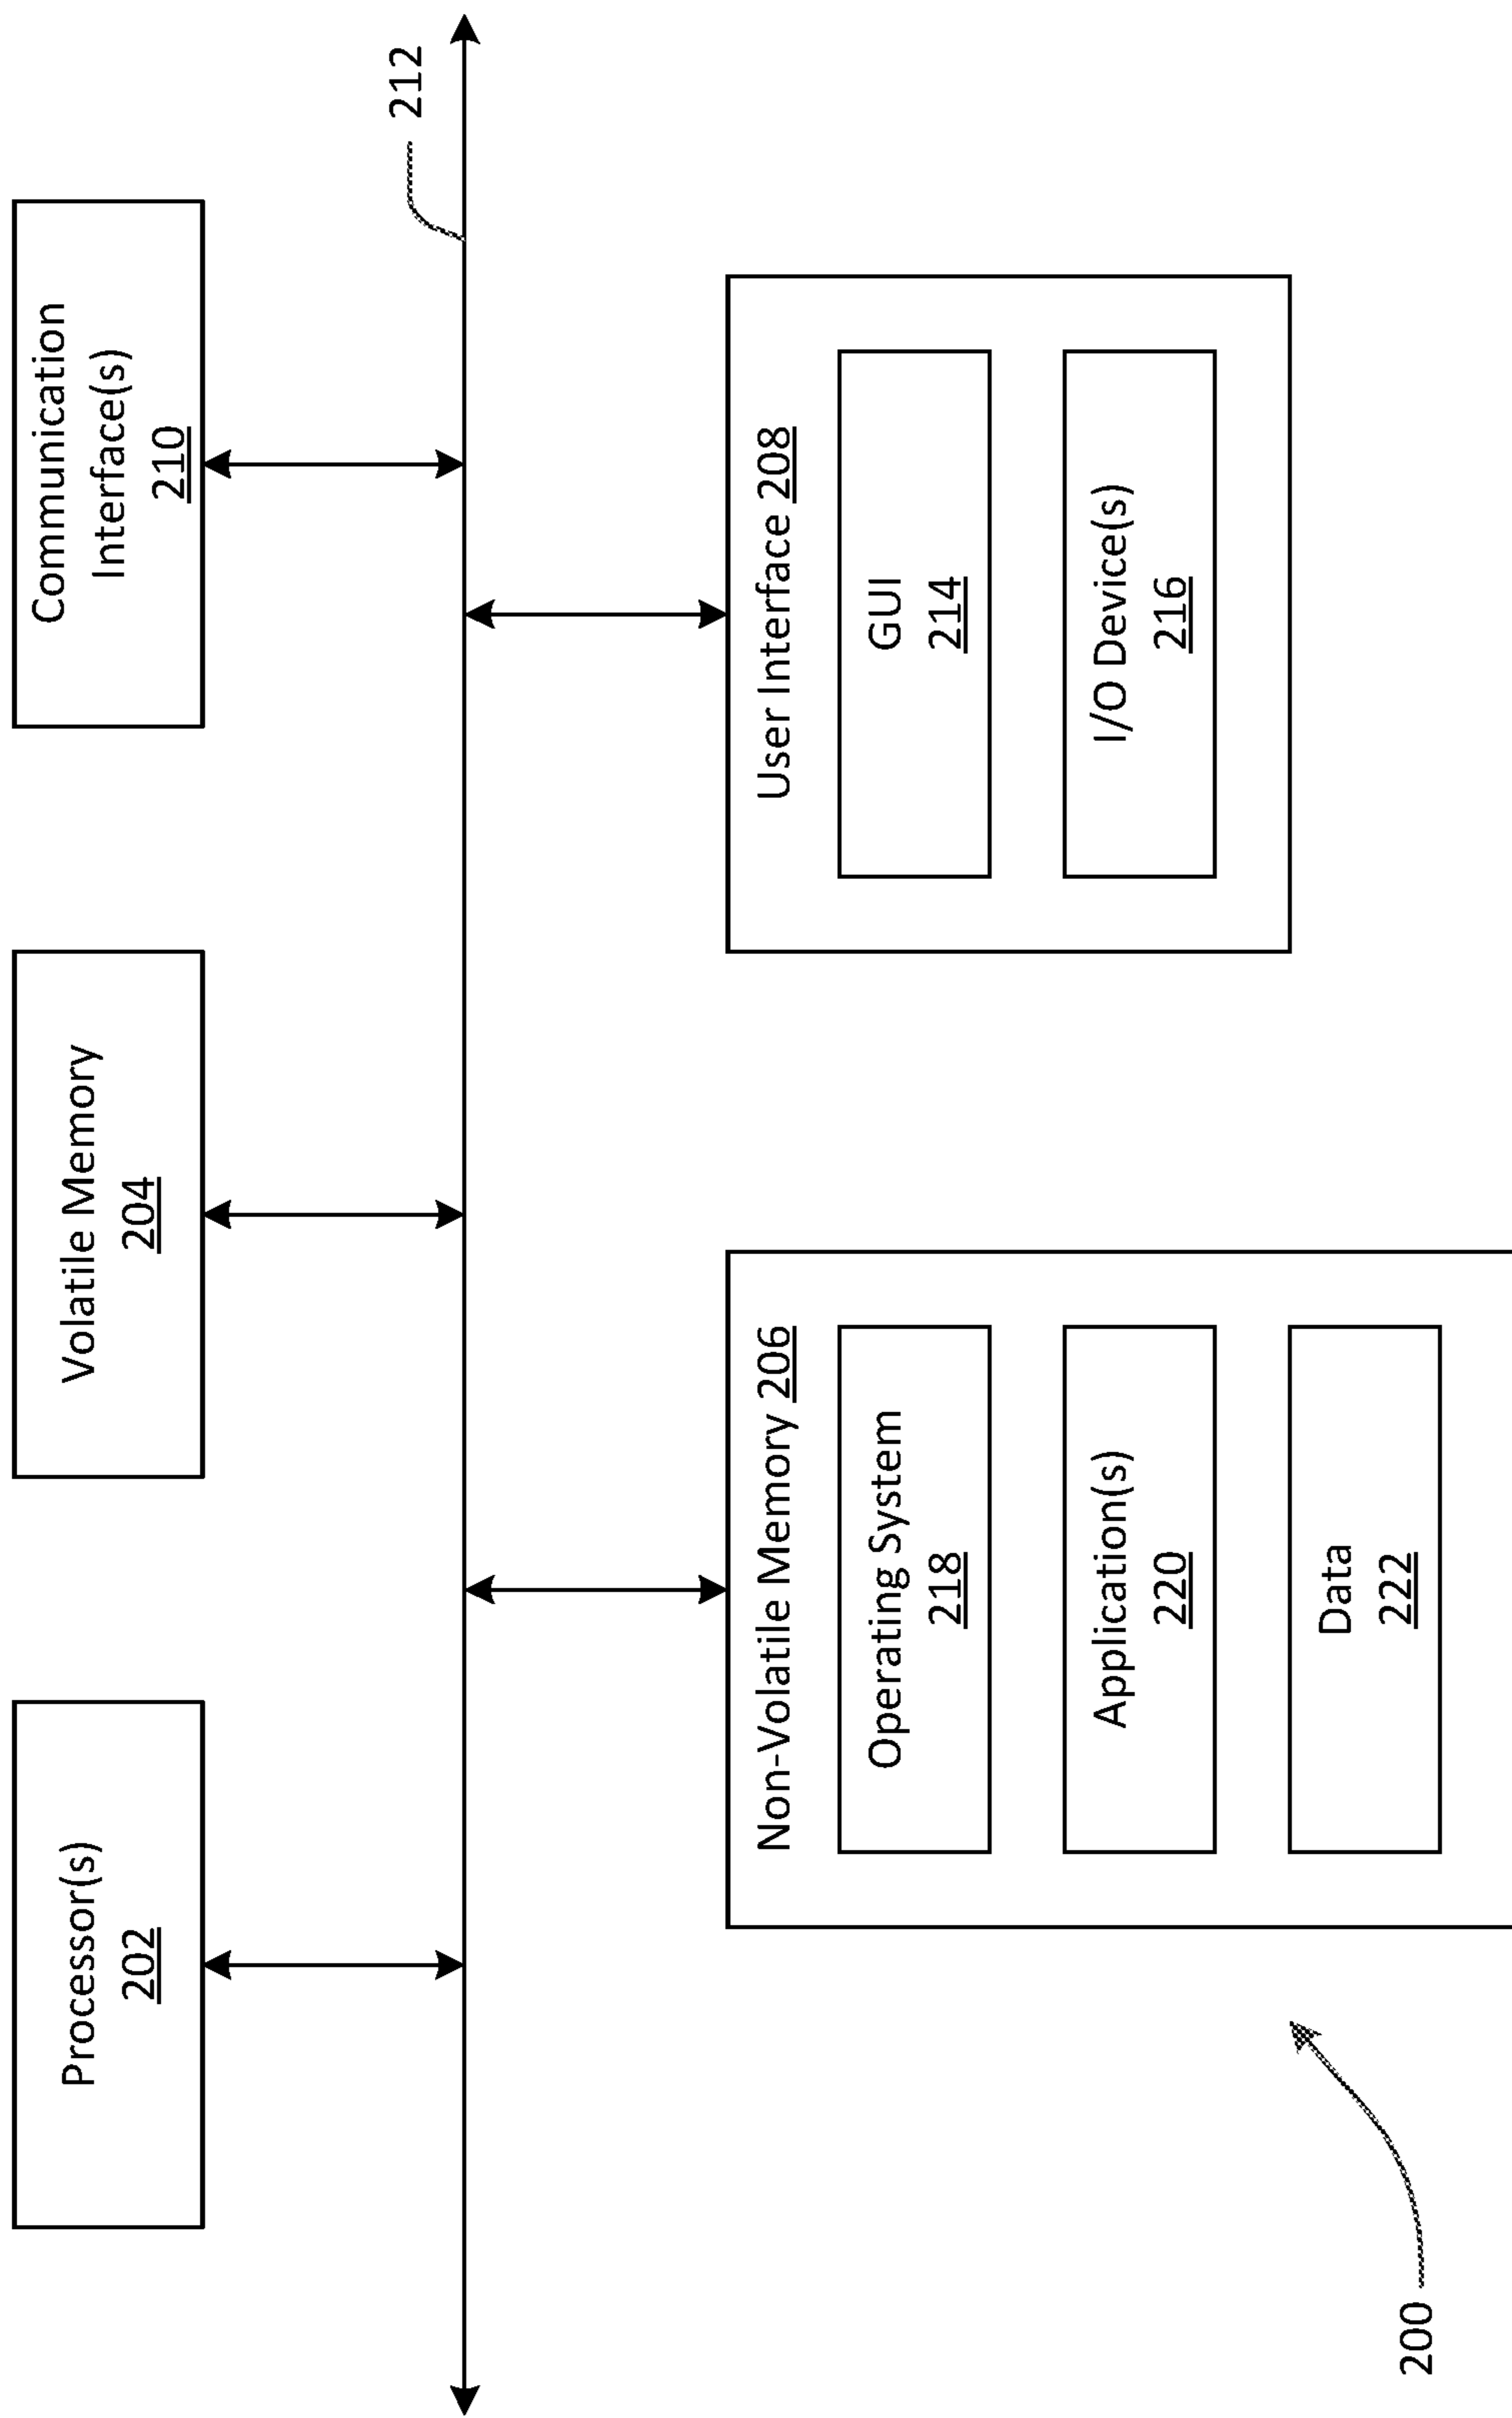 Processor(s)
202
Volatile Memory
204
Communication
Interface(s)
210
212
Non-Volatile Memory 206
Operating System
218
Application(s)
220
Data
222
User Interface 208
GUI
214
I/O Device(s)
216
200